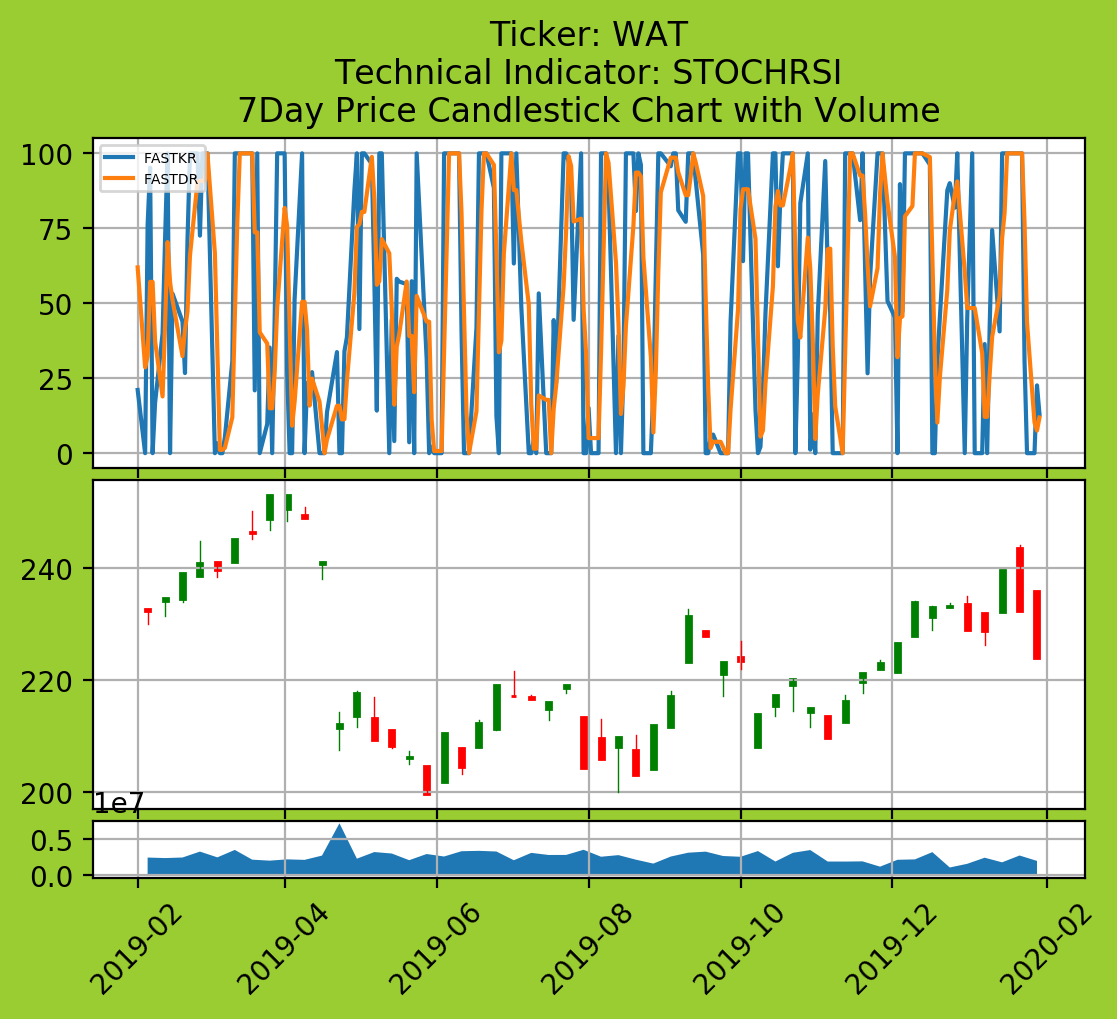 Ticker: WAT
Technical Indicator: STOCHRSI
7Day Price Candlestick Chart with Volume
100
75
50
25
0
FASTKR
FASTDR
240
220
200
1e7
0.5
0.0
2019-02
2019-04
2019-06
2019-08
2019-10
2019-12
2020-02